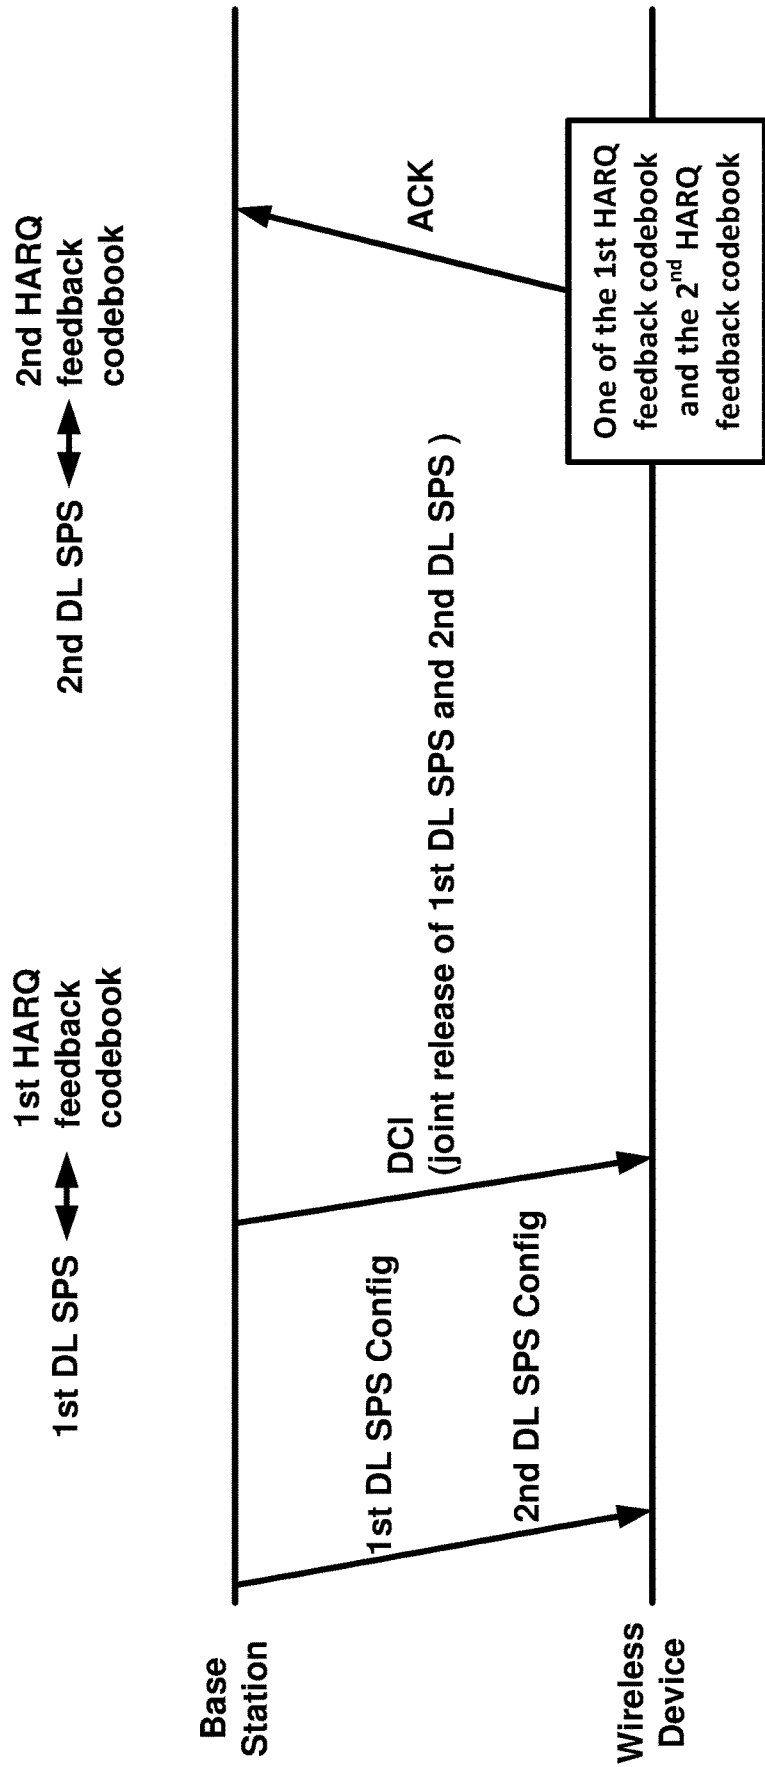 1st DL SPS
1st HARQ
feedback
codebook
2nd DL SPS
2nd HARQ
feedback
codebook
Base
Station
1st DL SPS Config
2nd DL SPS Config
DCI
(joint release of 1st DL SPS and 2nd DL SPS )
ACK
Wireless
Device
One of the 1st HARQ
feedback codebook
and the 2nd HARQ
feedback codebook